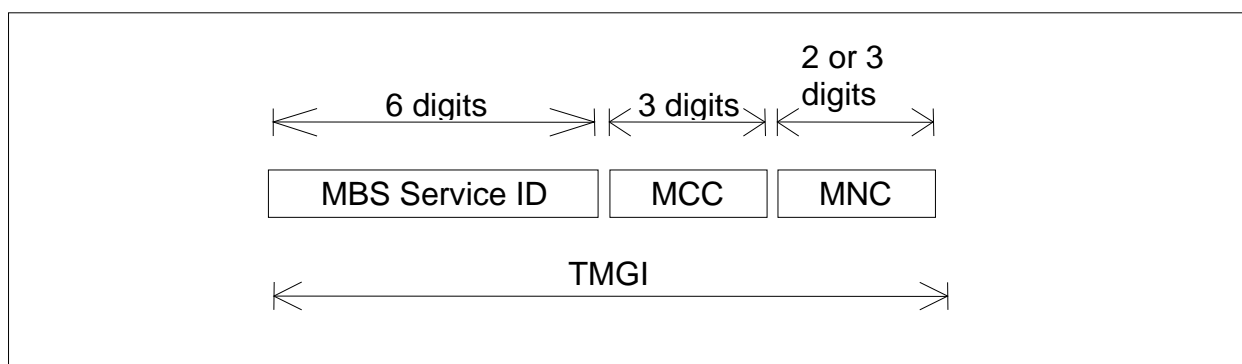 6 digits
3 digits
2 or 3
digits
MBS Service ID
MCC
MNC
TMGI